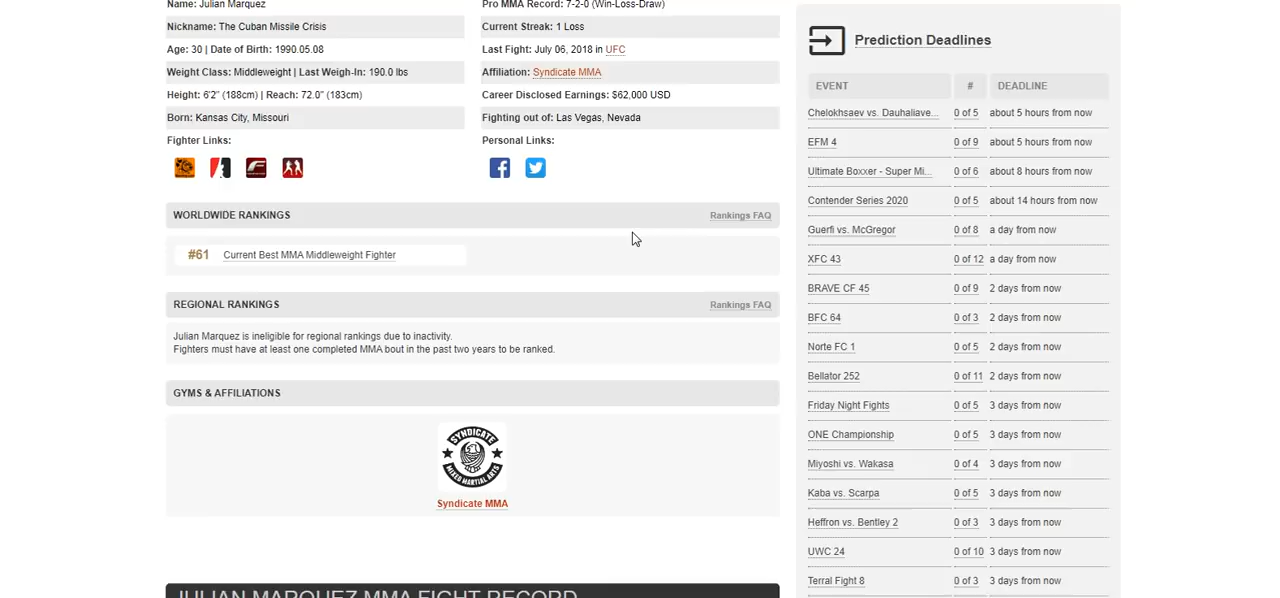 Name: Julian Marquez
Pro MMA Record: 7-2-0 (Win-Loss-Draw)
Nickname: The Cuban Missile Crisis
Current Streak: 1 Loss
Age: 30 | Date of Birth: 1990.05.08
Last Fight: July 06, 2018 in UFC
Weight Class: Middleweight | Last Weigh-In: 190.0 lbs
Affiliation: Syndicate MMA
Height: 6'2" (188cm) | Reach: 72.0" (183cm)
Career Disclosed Earnings: $62,000 USD
Born: Kansas City, Missouri
Fighting out of: Las Vegas, Nevada
Fighter Links:
Personal Links:
WORLDWIDE RANKINGS
Rankings FAQ
#61 Current Best MMA Middleweight Fighter
REGIONAL RANKINGS
Rankings FAQ
Julian Marquez is ineligible for regional rankings due to inactivity.
Fighters must have at least one completed MMA bout in the past two years to be ranked.
GYMS & AFFILIATIONS
SYNDICATE
MIXED MARTIAL ARTS
Syndicate MMA
JULIAN MARQUEZ MMA FIGHT RECORD
Prediction Deadlines
EVENT # DEADLINE
Chelokhsaev vs. Dauhaliave... 0 of 5 about 5 hours from now
EFM 4 0 of 9 about 5 hours from now
Ultimate Boxxer - Super Mi... 0 of 6 about 8 hours from now
Contender Series 2020 0 of 5 about 14 hours from now
Guerfi vs. McGregor 0 of 8 a day from now
XFC 43 0 of 12 a day from now
BRAVE CF 45 0 of 9 2 days from now
BFC 64 0 of 3 2 days from now
Norte FC 1 0 of 5 2 days from now
Bellator 252 0 of 11 2 days from now
Friday Night Fights 0 of 5 3 days from now
ONE Championship 0 of 5 3 days from now
Miyoshi vs. Wakasa 0 of 4 3 days from now
Kaba vs. Scarpa 0 of 5 3 days from now
Heffron vs. Bentley 2 0 of 3 3 days from now
UWC 24 0 of 10 3 days from now
Terral Fight 8 0 of 3 3 days from now